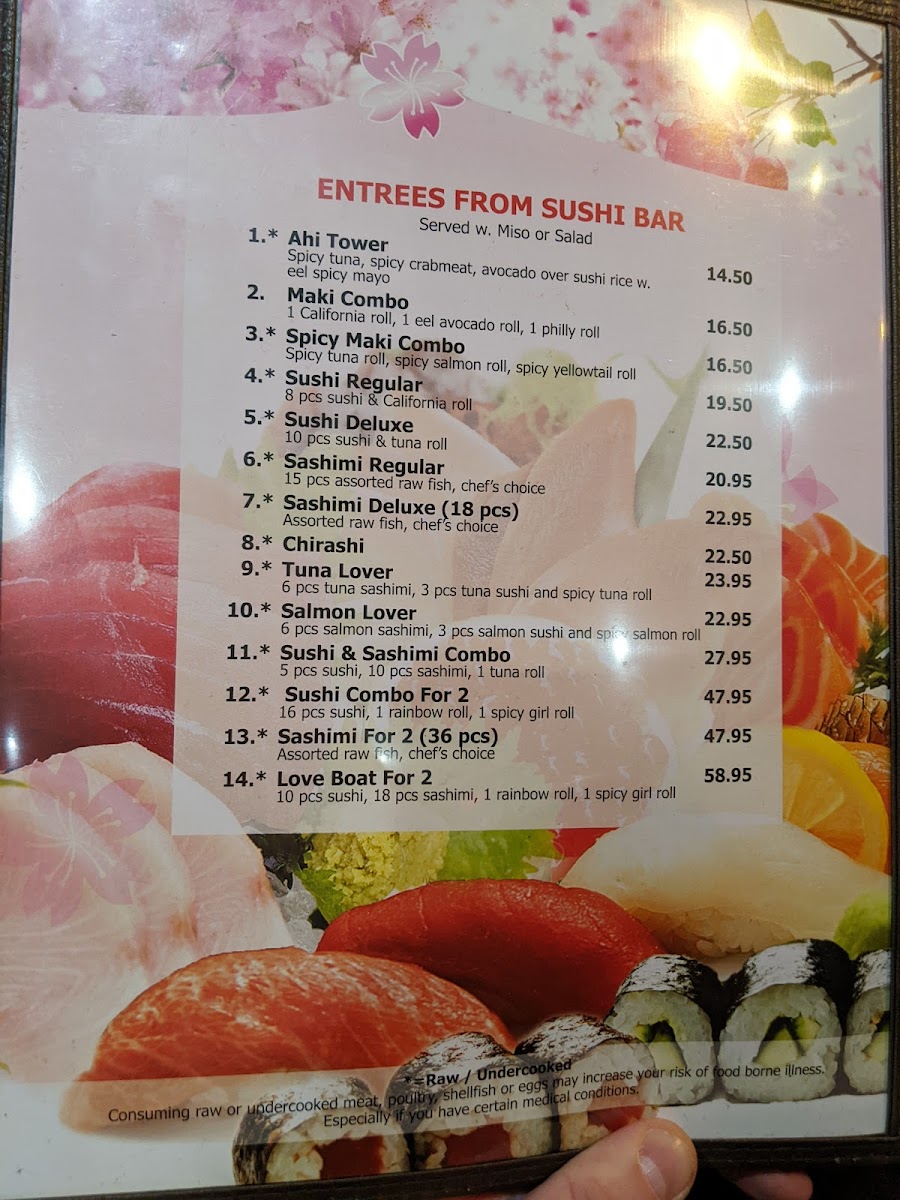 ENTREES FROM SUSHI BAR
Served w. Miso or Salad
1.* Ahi Tower 14.50
Spicy tuna, spicy crabmeat, avocado over sushi rice w.
eel spicy mayo
2. Maki Combo 16.50
1 California roll, 1 eel avocado roll, 1 philly roll
3.* Spicy Maki Combo 16.50
Spicy tuna roll, spicy salmon roll, spicy yellowtail roll
4.* Sushi Regular 19.50
8 pcs sushi & California roll
5.* Sushi Deluxe 22.50
10 pcs sushi & tuna roll
6.* Sashimi Regular 20.95
15 pcs assorted raw fish, chef's choice
7.* Sashimi Deluxe (18 pcs) 22.95
Assorted raw fish, chef's choice
8.* Chirashi 22.50
9.* Tuna Lover 23.95
6 pcs tuna sashimi, 3 pcs tuna sushi and spicy tuna roll
10.* Salmon Lover 22.95
6 pcs salmon sashimi, 3 pcs salmon sushi and spicy salmon roll
11.* Sushi & Sashimi Combo 27.95
5 pcs sushi, 10 pcs sashimi, 1 tuna roll
12.* Sushi Combo For 2 47.95
16 pcs sushi, 1 rainbow roll, 1 spicy girl roll
13.* Sashimi For 2 (36 pcs) 47.95
Assorted raw fish, chef's choice
14.* Love Boat For 2 58.95
10 pcs sushi, 18 pcs sashimi, 1 rainbow roll, 1 spicy girl roll
*=Raw / Undercooked
Consuming raw or undercooked meat, poultry, shellfish or eggs may increase your risk of food borne illness.
Especially if you have certain medical conditions.